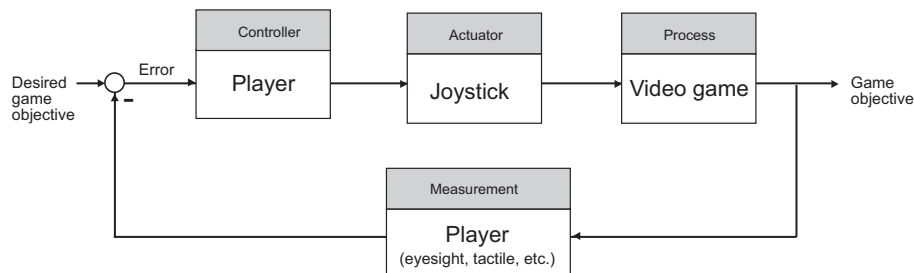 Controller
Player
Actuator
Joystick
Process
Video game
Desired
game
objective
Error
-
Game
objective
Measurement
Player
(eyesight, tactile, etc.)